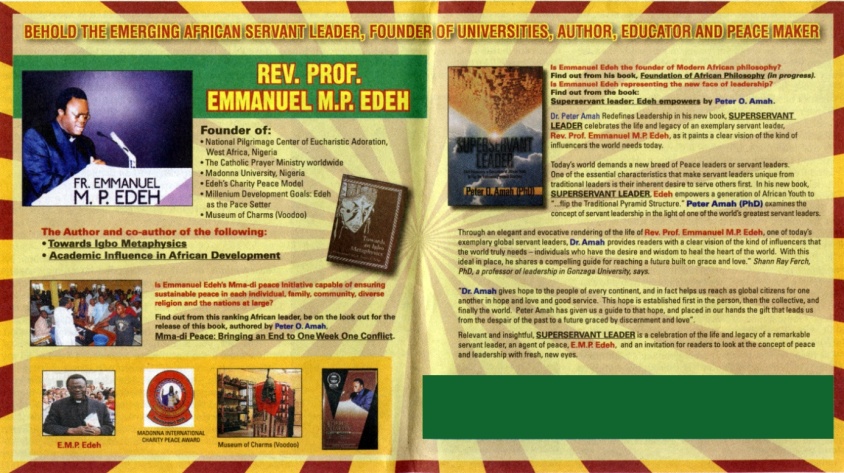 BEHOLD THE EMERGING AFRICAN SERVANT LEADER, FOUNDER OF UNIVERSITIES, AUTHOR, EDUCATOR AND PEACE MAKER
REV. PROF.
EMMANUEL M.P. EDEH
FR. EMMANUEL
M. P. EDEH
Founder of:
• National Pilgrimage Center of Eucharistic Adoration,
West Africa, Nigeria
• The Catholic Prayer Ministry worldwide
• Madonna University, Nigeria
• Edeh's Charity Peace Model
• Millenium Development Goals: Edeh
as the Pace Setter
• Museum of Charms (Voodoo)
Towards
Igbo
Metaphysics
The Author and co-author of the following:
• Towards Igbo Metaphysics
• Academic Influence in African Development
Is Emmanuel Edeh's Mma-di peace Initiative capable of ensuring
sustainable peace in each individual, family, community, diverse
religion and the nations at large?
Find out from this ranking African leader, be on the look out for the
release of this book, authored by Peter O. Amah.
Mma-di Peace: Bringing an End to One Week One Conflict.
E.M.P. Edeh
MADONNA INTERNATIONAL
CHARITY PEACE AWARD
Museum of Charms (Voodoo)
SUPERSERVANT
LEADER
Peter O. Amah (PhD)
Is Emmanuel Edeh the founder of Modern African philosophy?
Find out from his book, Foundation of African Philosophy (in progress).
Is Emmanuel Edeh representing the new face of leadership?
Find out from the book:
Superservant leader: Edeh empowers by Peter O. Amah.
Dr. Peter Amah Redefines Leadership in his new book, SUPERSERVANT
LEADER celebrates the life and legacy of an exemplary servant leader,
Rev. Prof. Emmanuel M.P. Edeh, as it paints a clear vision of the kind of
influencers the world needs today.
Today's world demands a new breed of Peace leaders or servant leaders.
One of the essential characteristics that make servant leaders unique from
traditional leaders is their inherent desire to serve others first. In his new book,
SUPERSERVANT LEADER, Edeh empowers a generation of African Youth to
"...flip the Traditional Pyramid Structure." Peter Amah (PhD) examines the
concept of servant leadership in the light of one of the world's greatest servant leaders.
Through an elegant and evocative rendering of the life of Rev. Prof. Emmanuel M.P. Edeh, one of today's
exemplary global servant leaders, Dr. Amah provides readers with a clear vision of the kind of influencers that
the world truly needs – individuals who have the desire and wisdom to heal the heart of the world. With this
ideal in place, he shares a compelling guide for reaching a future built on grace and love." Shann Ray Ferch,
PhD, a professor of leadership in Gonzaga University, says.
"Dr. Amah gives hope to the people of every continent, and in fact helps us reach as global citizens for one
another in hope and love and good service. This hope is established first in the person, then the collective, and
finally the world. Peter Amah has given us a guide to that hope, and placed in our hands the gift that leads us
from the despair of the past to a future graced by discernment and love".
Relevant and insightful, SUPERSERVANT LEADER is a celebration of the life and legacy of a remarkable
servant leader, an agent of peace, E.M.P. Edeh, and an invitation for readers to look at the concept of peace
and leadership with fresh, new eyes.